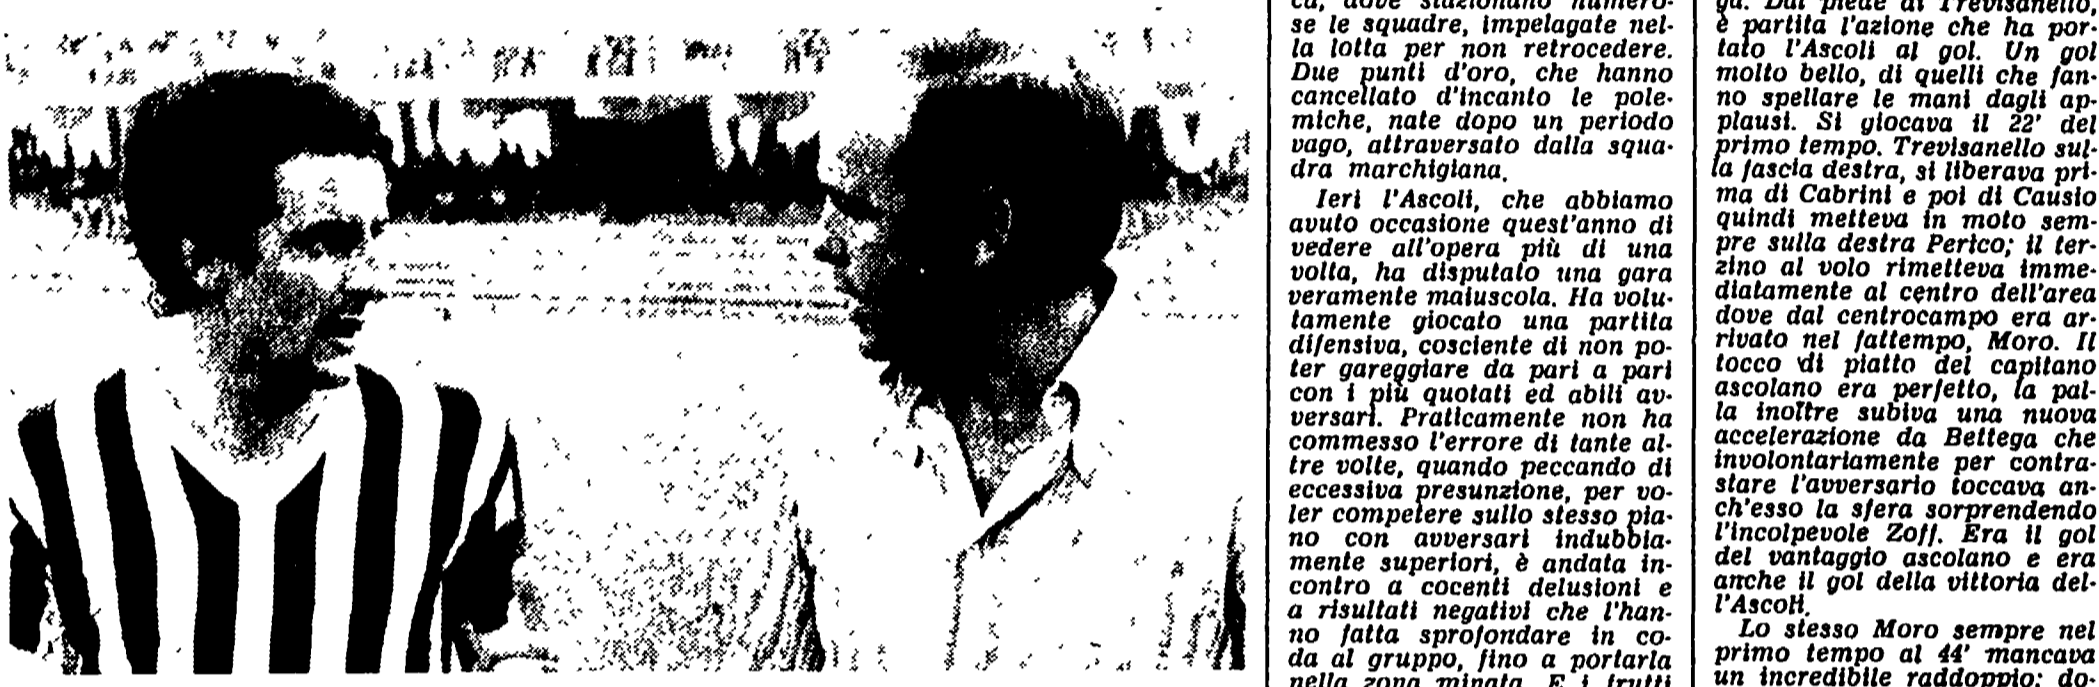 ca, dove stazionano numero-
se le squadre, impelagate nel-
la lotta per non retrocedere.
Due punti d'oro, che hanno
cancellato d'incanto le pole-
miche, nate dopo un periodo
vago, attraversato dalla squa-
dra marchigiana.
Ieri l'Ascoli, che abbiamo
avuto occasione quest'anno di
vedere all'opera più di una
volta, ha disputato una gara
veramente maiuscola. Ha volu-
tamente giocato una partita
difensiva, cosciente di non po-
ter gareggiare da pari a pari
con i più quotati ed abili av-
versari. Praticamente non ha
commesso l'errore di tante al-
tre volte, quando peccando di
eccessiva presunzione, per vo-
ler competere sullo stesso pia-
no con avversari indubbia-
mente superiori, è andata in-
contro a cocenti delusioni e
a risultati negativi che l'han-
no fatta sprofondare in co-
da al gruppo, fino a portarla
nella zona minata. E i frutti
ga. Dal piede di Trevisanello,
è partita l'azione che ha por-
tato l'Ascoli al gol. Un gol
molto bello, di quelli che fan-
no spellare le mani dagli ap-
plausi. Si giocava il 22' del
primo tempo. Trevisanello sul-
la fascia destra, si liberava pri-
ma di Cabrini e poi di Causio
quindi metteva in moto sem-
pre sulla destra Perico; il ter-
zino al volo rimetteva imme-
diatamente al centro dell'area
dove dal centrocampo era ar-
rivato nel fattempo, Moro. Il
tocco di piatto del capitano
ascolano era perfetto, la pal-
la inoltre subiva una nuova
accelerazione da Bettega che
involontariamente per contra-
stare l'avversario toccava an-
ch'esso la sfera sorprendendo
l'incolpevole Zoff. Era il gol
del vantaggio ascolano e era
anche il gol della vittoria del-
l'Ascoli.
Lo stesso Moro sempre nel
primo tempo al 44' mancava
un incredibile raddoppio: do-